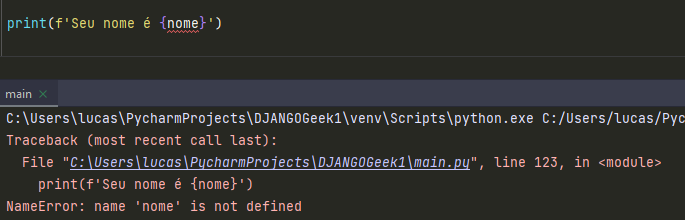 print(f'Seu nome é {nome}')
main
C:\Users\lucas\PycharmProjects\DJANGOGeek1\venv\Scripts\python.exe C:/Users/lucas/Pyc
Traceback (most recent call last):
  File "C:\Users\lucas\PycharmProjects\DJANGOGeek1\main.py", line 123, in <module>
    print(f'Seu nome é {nome}')
NameError: name 'nome' is not defined